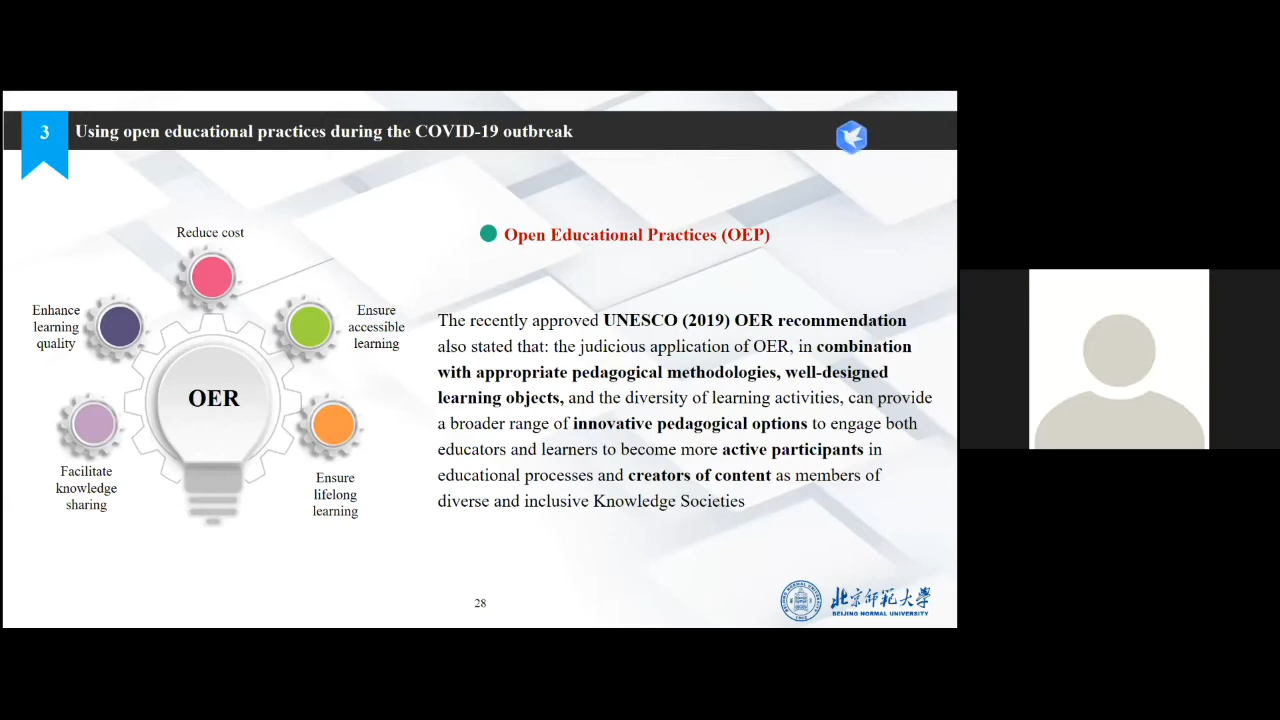 3
Using open educational practices during the COVID-19 outbreak
Reduce cost
Enhance
learning
quality
Ensure
accessible
learning
OER
Facilitate
knowledge
sharing
Ensure
lifelong
learning
Open Educational Practices (OEP)
The recently approved UNESCO (2019) OER recommendation
also stated that: the judicious application of OER, in combination
with appropriate pedagogical methodologies, well-designed
learning objects, and the diversity of learning activities, can provide
a broader range of innovative pedagogical options to engage both
educators and learners to become more active participants in
educational processes and creators of content as members of
diverse and inclusive Knowledge Societies
28
北京师范大学
BEIJING NORMAL UNIVERSITY